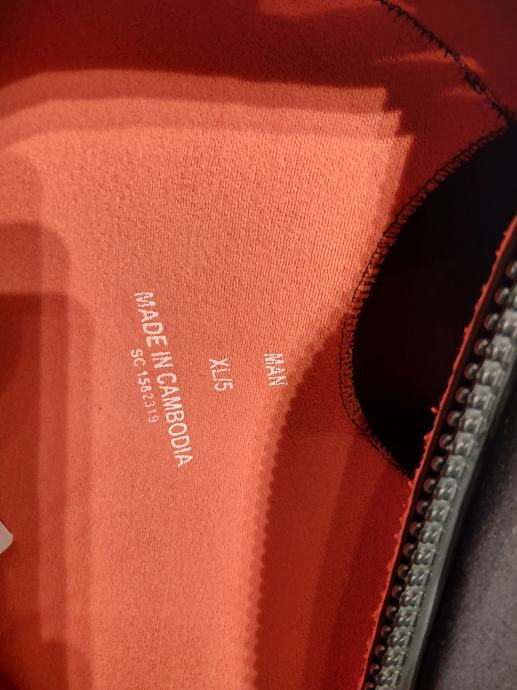 MAN
XL/5
MADE IN CAMBODIA
SC 1582319